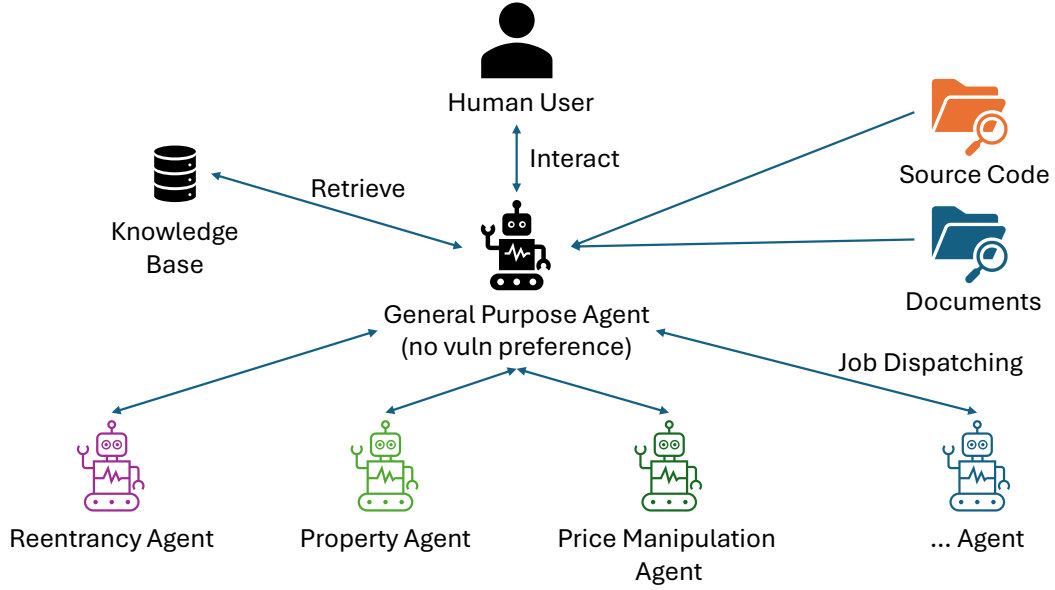 Human User
Interact
Source Code
Retrieve
Knowledge
Base
Documents
General Purpose Agent
(no vuln preference)
Job Dispatching
Reentrancy Agent
Property Agent
Price Manipulation
Agent
... Agent